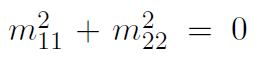 m_{11}^2 + m_{22}^2 = 0